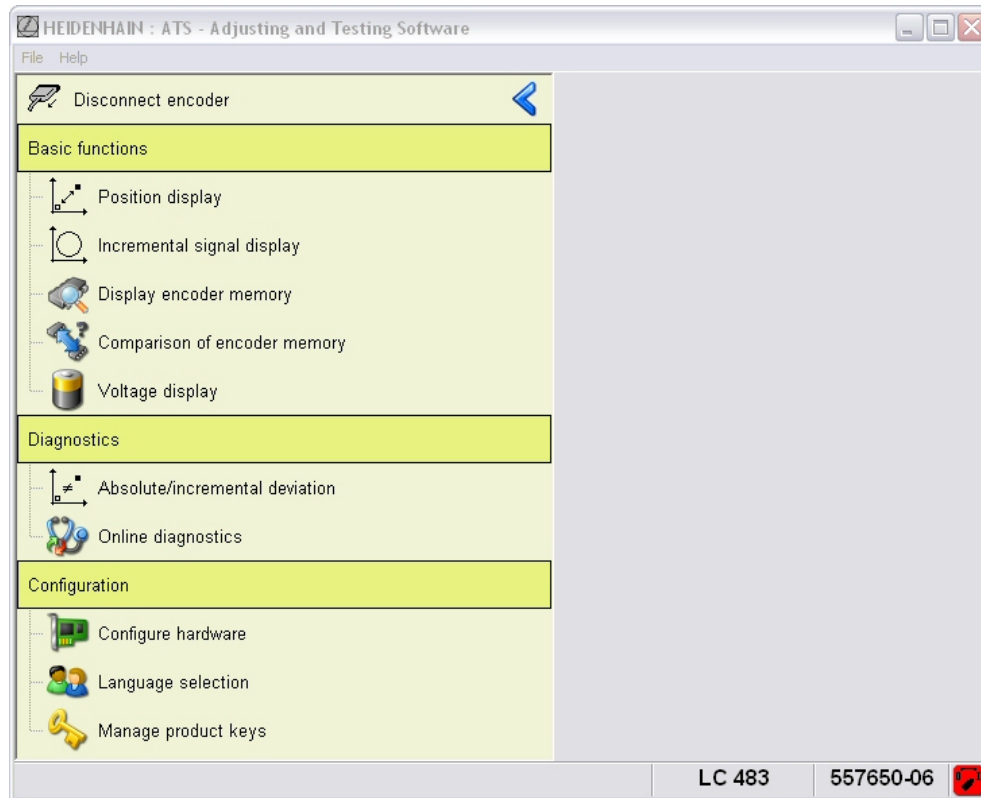 HEIDENHAIN : ATS - Adjusting and Testing Software
File Help
Disconnect encoder
Basic functions
Position display
Incremental signal display
Display encoder memory
Comparison of encoder memory
Voltage display
Diagnostics
Absolute/incremental deviation
Online diagnostics
Configuration
Configure hardware
Language selection
Manage product keys
LC 483 557650-06